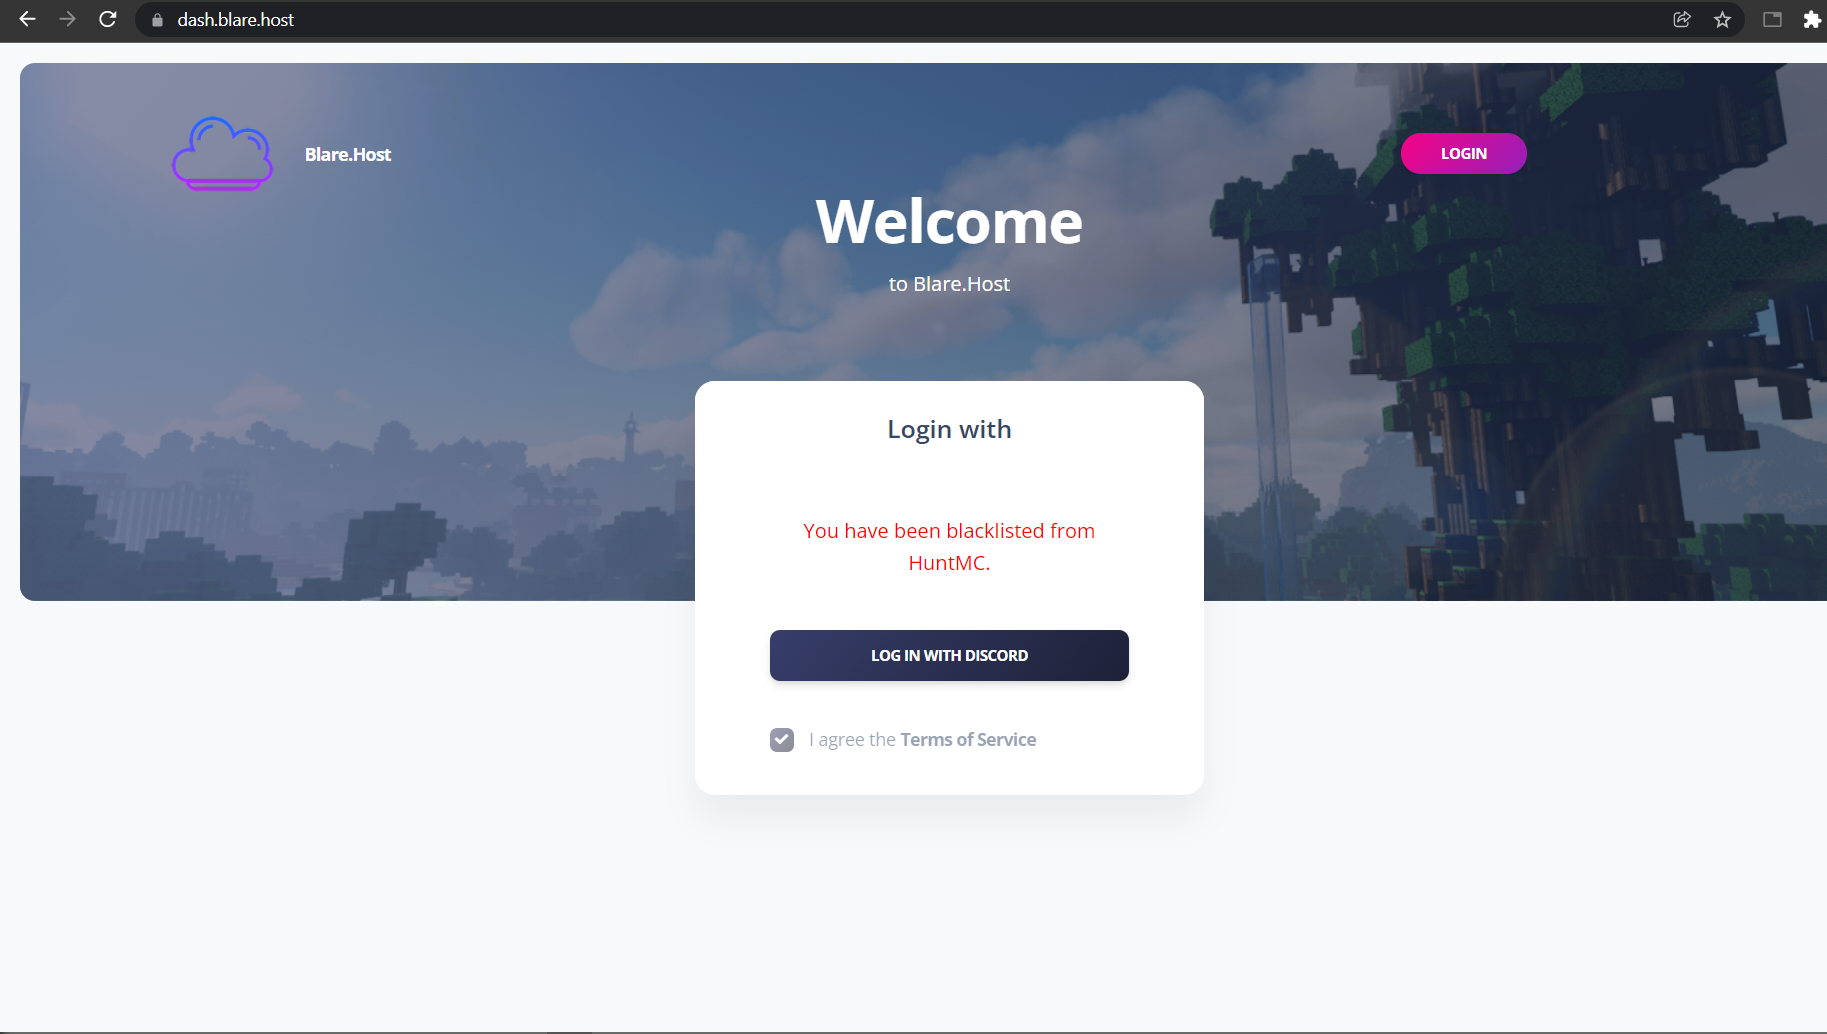 dash.blare.host
Blare.Host
LOGIN
Welcome
to Blare.Host
Login with
You have been blacklisted from
HuntMC.
LOG IN WITH DISCORD
I agree the Terms of Service